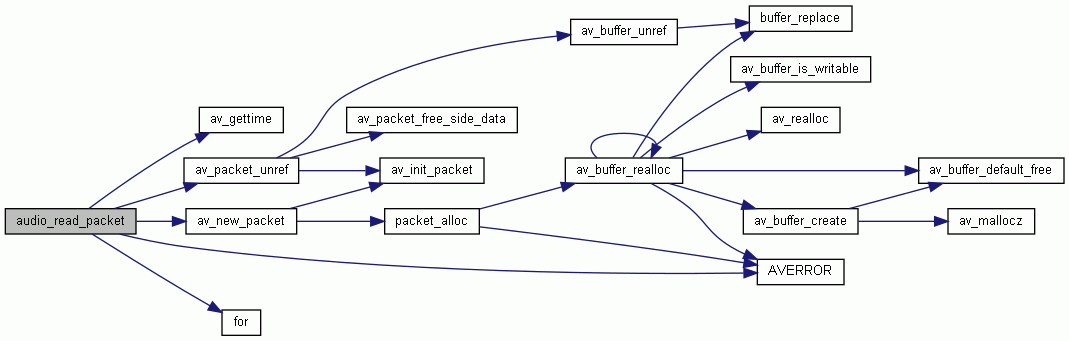 buffer_replace
av_buffer_unref
av_buffer_is_writable
av_gettime
av_packet_free_side_data
av_realloc
av_packet_unref
av_init_packet
av_buffer_realloc
av_buffer_default_free
audio_read_packet
av_new_packet
packet_alloc
av_buffer_create
av_mallocz
AVERROR
for